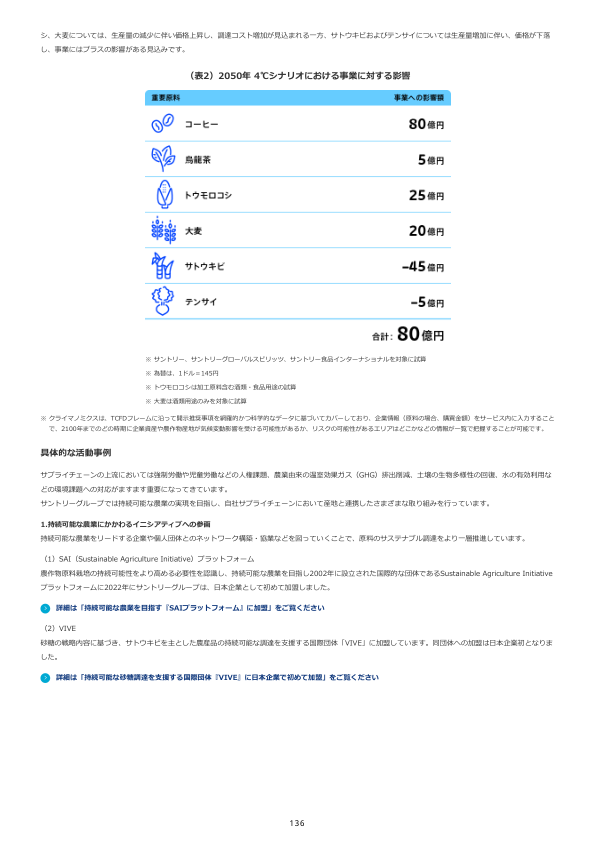 シ、大麦については、生産量の減少に伴い価格上昇し、調達コスト増加が見込まれる一方、サトウキビおよびテンサイについては生産量増加に伴い、価格が下落
し、事業にはプラスの影響がある見込みです。
（表2）2050年 4℃シナリオにおける事業に対する影響
重要原料 事業への影響額
コーヒー 80億円
烏龍茶 5億円
トウモロコシ 25億円
大麦 20億円
サトウキビ −45億円
テンサイ −5億円
合計：80億円
※ サントリー、サントリーグローバルスピリッツ、サントリー食品インターナショナルを対象に試算
※ 為替は、1ドル＝145円
※ トウモロコシは加工原料含む酒類・食品用途の試算
※ 大麦は酒類用途のみを対象に試算
※ クライマノミクスは、TCFDフレームに沿って開示推奨事項を網羅的かつ科学的なデータに基づいてカバーしており、企業情報（原料の場合、購買金額）をサービス内に入力すること
で、2100年までのどの時期に企業資産や農作物産地が気候変動影響を受ける可能性があるか、リスクの可能性があるエリアはどこかなどの情報が一覧で把握することが可能です。
具体的な活動事例
サプライチェーンの上流においては強制労働や児童労働などの人権課題、農業由来の温室効果ガス（GHG）排出削減、土壌の生物多様性の回復、水の有効利用な
どの環境課題への対応がますます重要になってきています。
サントリーグループでは持続可能な農業の実現を目指し、自社サプライチェーンにおいて産地と連携したさまざまな取り組みを行っています。
1.持続可能な農業にかかわるイニシアティブへの参画
持続可能な農業をリードする企業や個人団体とのネットワーク構築・協業などを図っていくことで、原料のサステナブル調達をより一層推進しています。
（1）SAI（Sustainable Agriculture Initiative）プラットフォーム
農作物原料栽培の持続可能性をより高める必要性を認識し、持続可能な農業を目指し2002年に設立された国際的な団体であるSustainable Agriculture Initiative
プラットフォームに2022年にサントリーグループは、日本企業として初めて加盟しました。
詳細は「持続可能な農業を目指す『SAIプラットフォーム』に加盟」をご覧ください
（2）VIVE
砂糖の戦略内容に基づき、サトウキビを主とした農産品の持続可能な調達を支援する国際団体「VIVE」に加盟しています。同団体への加盟は日本企業初となりま
した。
詳細は「持続可能な砂糖調達を支援する国際団体『VIVE』に日本企業で初めて加盟」をご覧ください
136